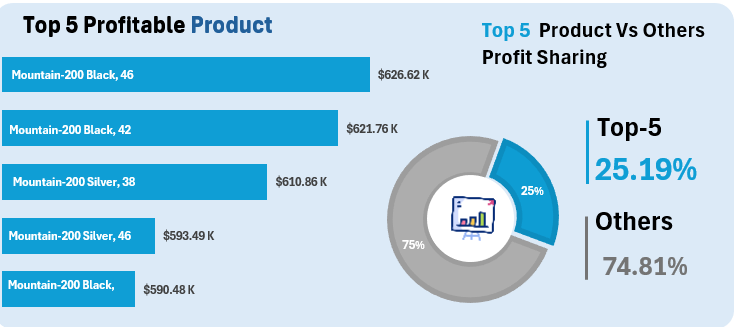 Top 5 Profitable Product
Mountain-200 Black, 46
$626.62 K
Mountain-200 Black, 42
$621.76 K
Mountain-200 Silver, 38
$610.86 K
Mountain-200 Silver, 46
$593.49 K
Mountain-200 Black,
$590.48 K
Top 5 Product Vs Others
Profit Sharing
25%
75%
Top-5
25.19%
Others
74.81%